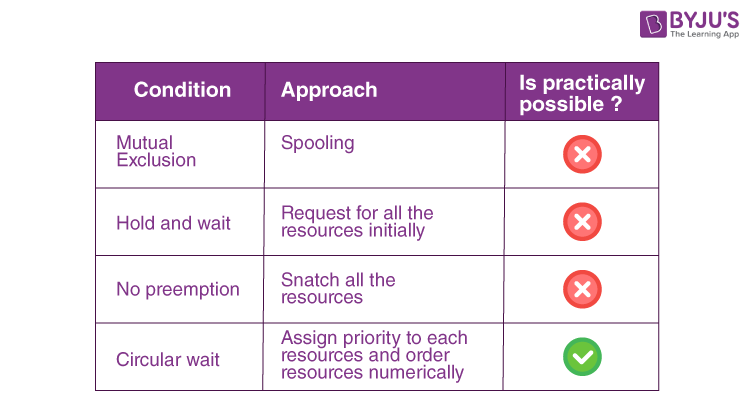 BYJU'S
The Learning App
Condition
Approach
Is practically
possible ?
Mutual
Exclusion
Spooling
Hold and wait
Request for all the
resources initially
No preemption
Snatch all the
resources
Circular wait
Assign priority to each
resources and order
resources numerically